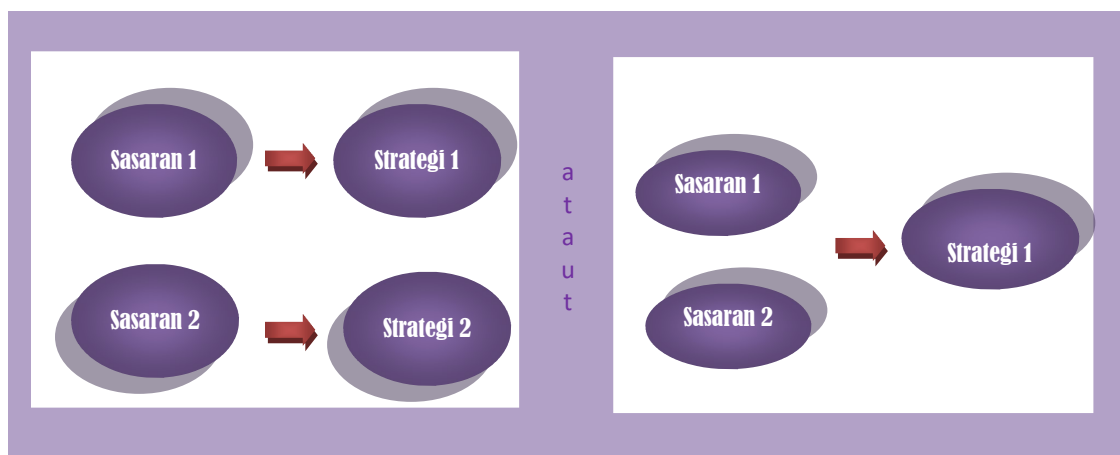 Sasaran 1
Strategi 1
Sasaran 2
Strategi 2
a
t
a
u
t
Sasaran 1
Sasaran 2
Strategi 1